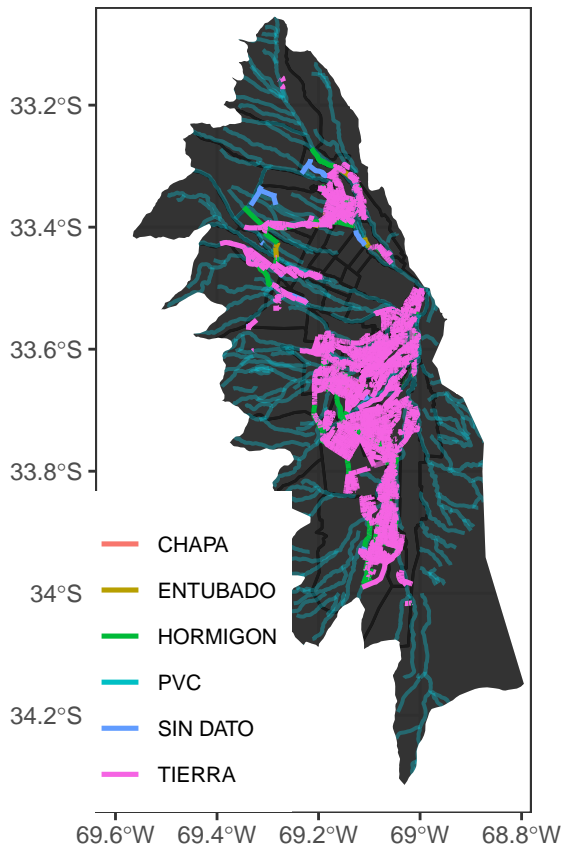 33.2°S
33.4°S
33.6°S
33.8°S
34°S
34.2°S
CHAPA
ENTUBADO
HORMIGON
PVC
SIN DATO
TIERRA
69.6°W 69.4°W 69.2°W 69°W 68.8°W